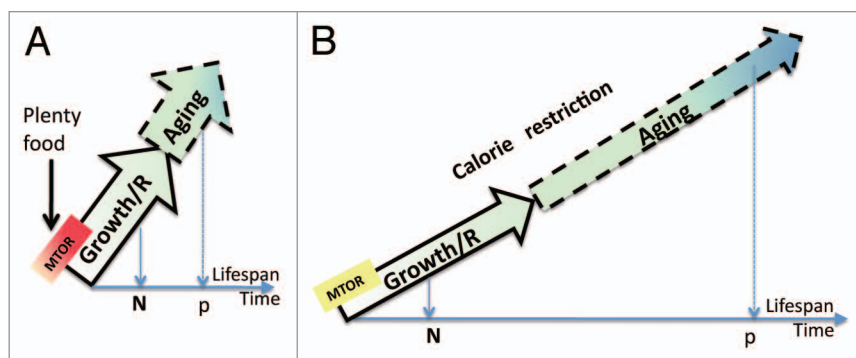 A
Plenty
food
MTOR
Growth/R
Aging
Lifespan
Time
N
p
B
Calorie restriction
MTOR
Growth/R
Aging
Lifespan
Time
N
p